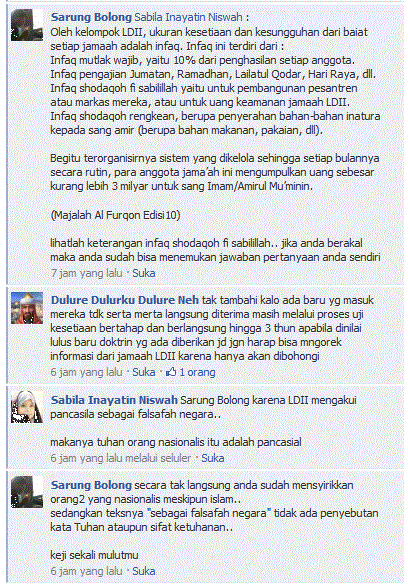 Sarung Bolong Sabila Inayatin Niswah :
Oleh kelompok LDII, ukuran kesetiaan dan kesungguhan dari baiat
setiap jamaah adalah infaq. Infaq ini terdiri dari :
Infaq mutlak wajib, yaitu 10% dari penghasilan setiap anggota.
Infaq pengajian Jumatan, Ramadhan, Lailatul Qodar, Hari Raya, dll.
Infaq shodaqoh fi sabilillah yaitu untuk pembangunan pesantren
atau markas mereka, atau untuk uang keamanan jamaah LDII.
Infaq shodaqoh rengkean, berupa penyerahan bahan-bahan inatura
kepada sang amir (berupa bahan makanan, pakaian, dll).
Begitu terorganisirnya sistem yang dikelola sehingga setiap bulannya
secara rutin, para anggota jama'ah ini mengumpulkan uang sebesar
kurang lebih 3 milyar untuk sang Imam/Amirul Mu'minin.
(Majalah Al Furqon Edisi10)
lihatlah keterangan infaq shodaqoh fi sabilillah.. jika anda berakal
maka anda sudah bisa menemukan jawaban pertanyaan anda sendiri
7 jam yang lalu · Suka
Dulure Dulurku Dulure Neh tak tambahi kalo ada baru yg masuk
mereka tdk serta merta langsung diterima masih melalui proses uji
kesetiaan bertahap dan berlangsung hingga 3 thun apabila dinilai
lulus baru doktrin yg ada diberikan jd jgn harap bisa mngorek
informasi dari jamaah LDII karena hanya akan dibohongi
6 jam yang lalu · Suka · 1 orang
Sabila Inayatin Niswah Sarung Bolong karena LDII mengakui
pancasila sebagai falsafah negara..
makanya tuhan orang nasionalis itu adalah pancasial
6 jam yang lalu melalui seluler · Suka
Sarung Bolong secara tak langsung anda sudah mensyirikkan
orang2 yang nasionalis meskipun islam..
sedangkan teksnya "sebagai falsafah negara" tidak ada penyebutan
kata Tuhan ataupun sifat ketuhanan..
keji sekali mulutmu
6 jam yang lalu · Suka